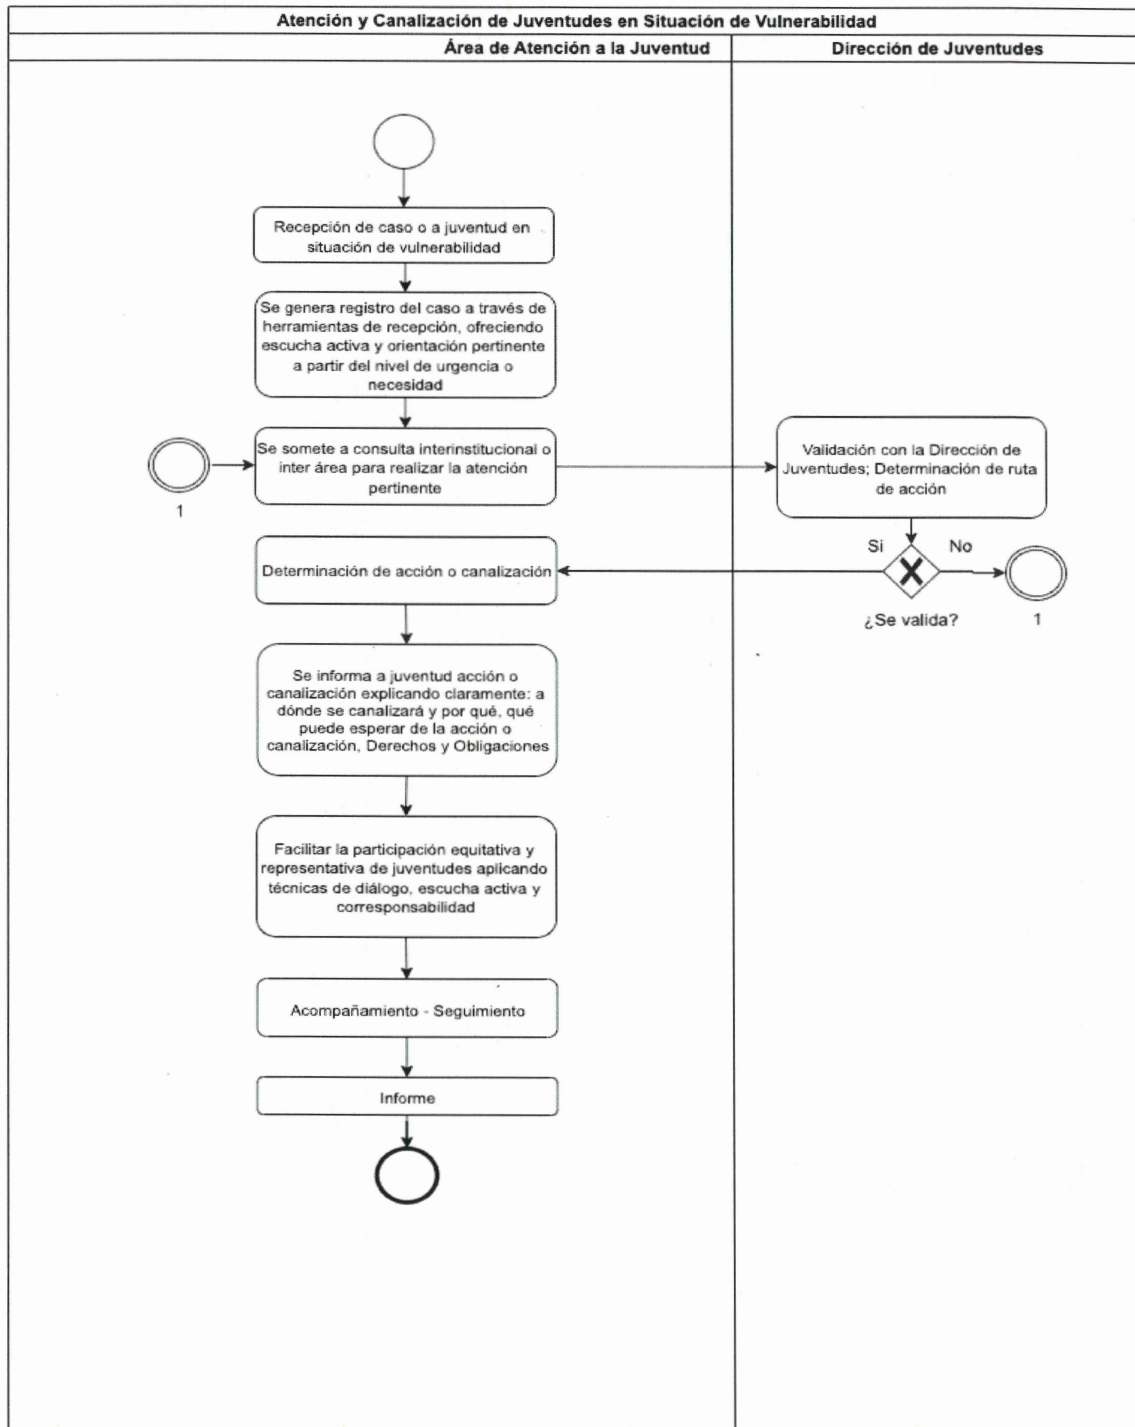 Atención y Canalización de Juventudes en Situación de Vulnerabilidad
Área de Atención a la Juventud
Dirección de Juventudes
Recepción de caso o a juventud en
situación de vulnerabilidad
Se genera registro del caso a través de
herramientas de recepción, ofreciendo
escucha activa y orientación pertinente
a partir del nivel de urgencia o
necesidad
1
Se somete a consulta interinstitucional o
inter área para realizar la atención
pertinente
Validación con la Dirección de
Juventudes; Determinación de ruta
de acción
Si
No
¿Se valida?
1
Determinación de acción o canalización
Se informa a juventud acción o
canalización explicando claramente: a
dónde se canalizará y por qué, qué
puede esperar de la acción o
canalización, Derechos y Obligaciones
Facilitar la participación equitativa y
representativa de juventudes aplicando
técnicas de diálogo, escucha activa y
corresponsabilidad
Acompañamiento - Seguimiento
Informe